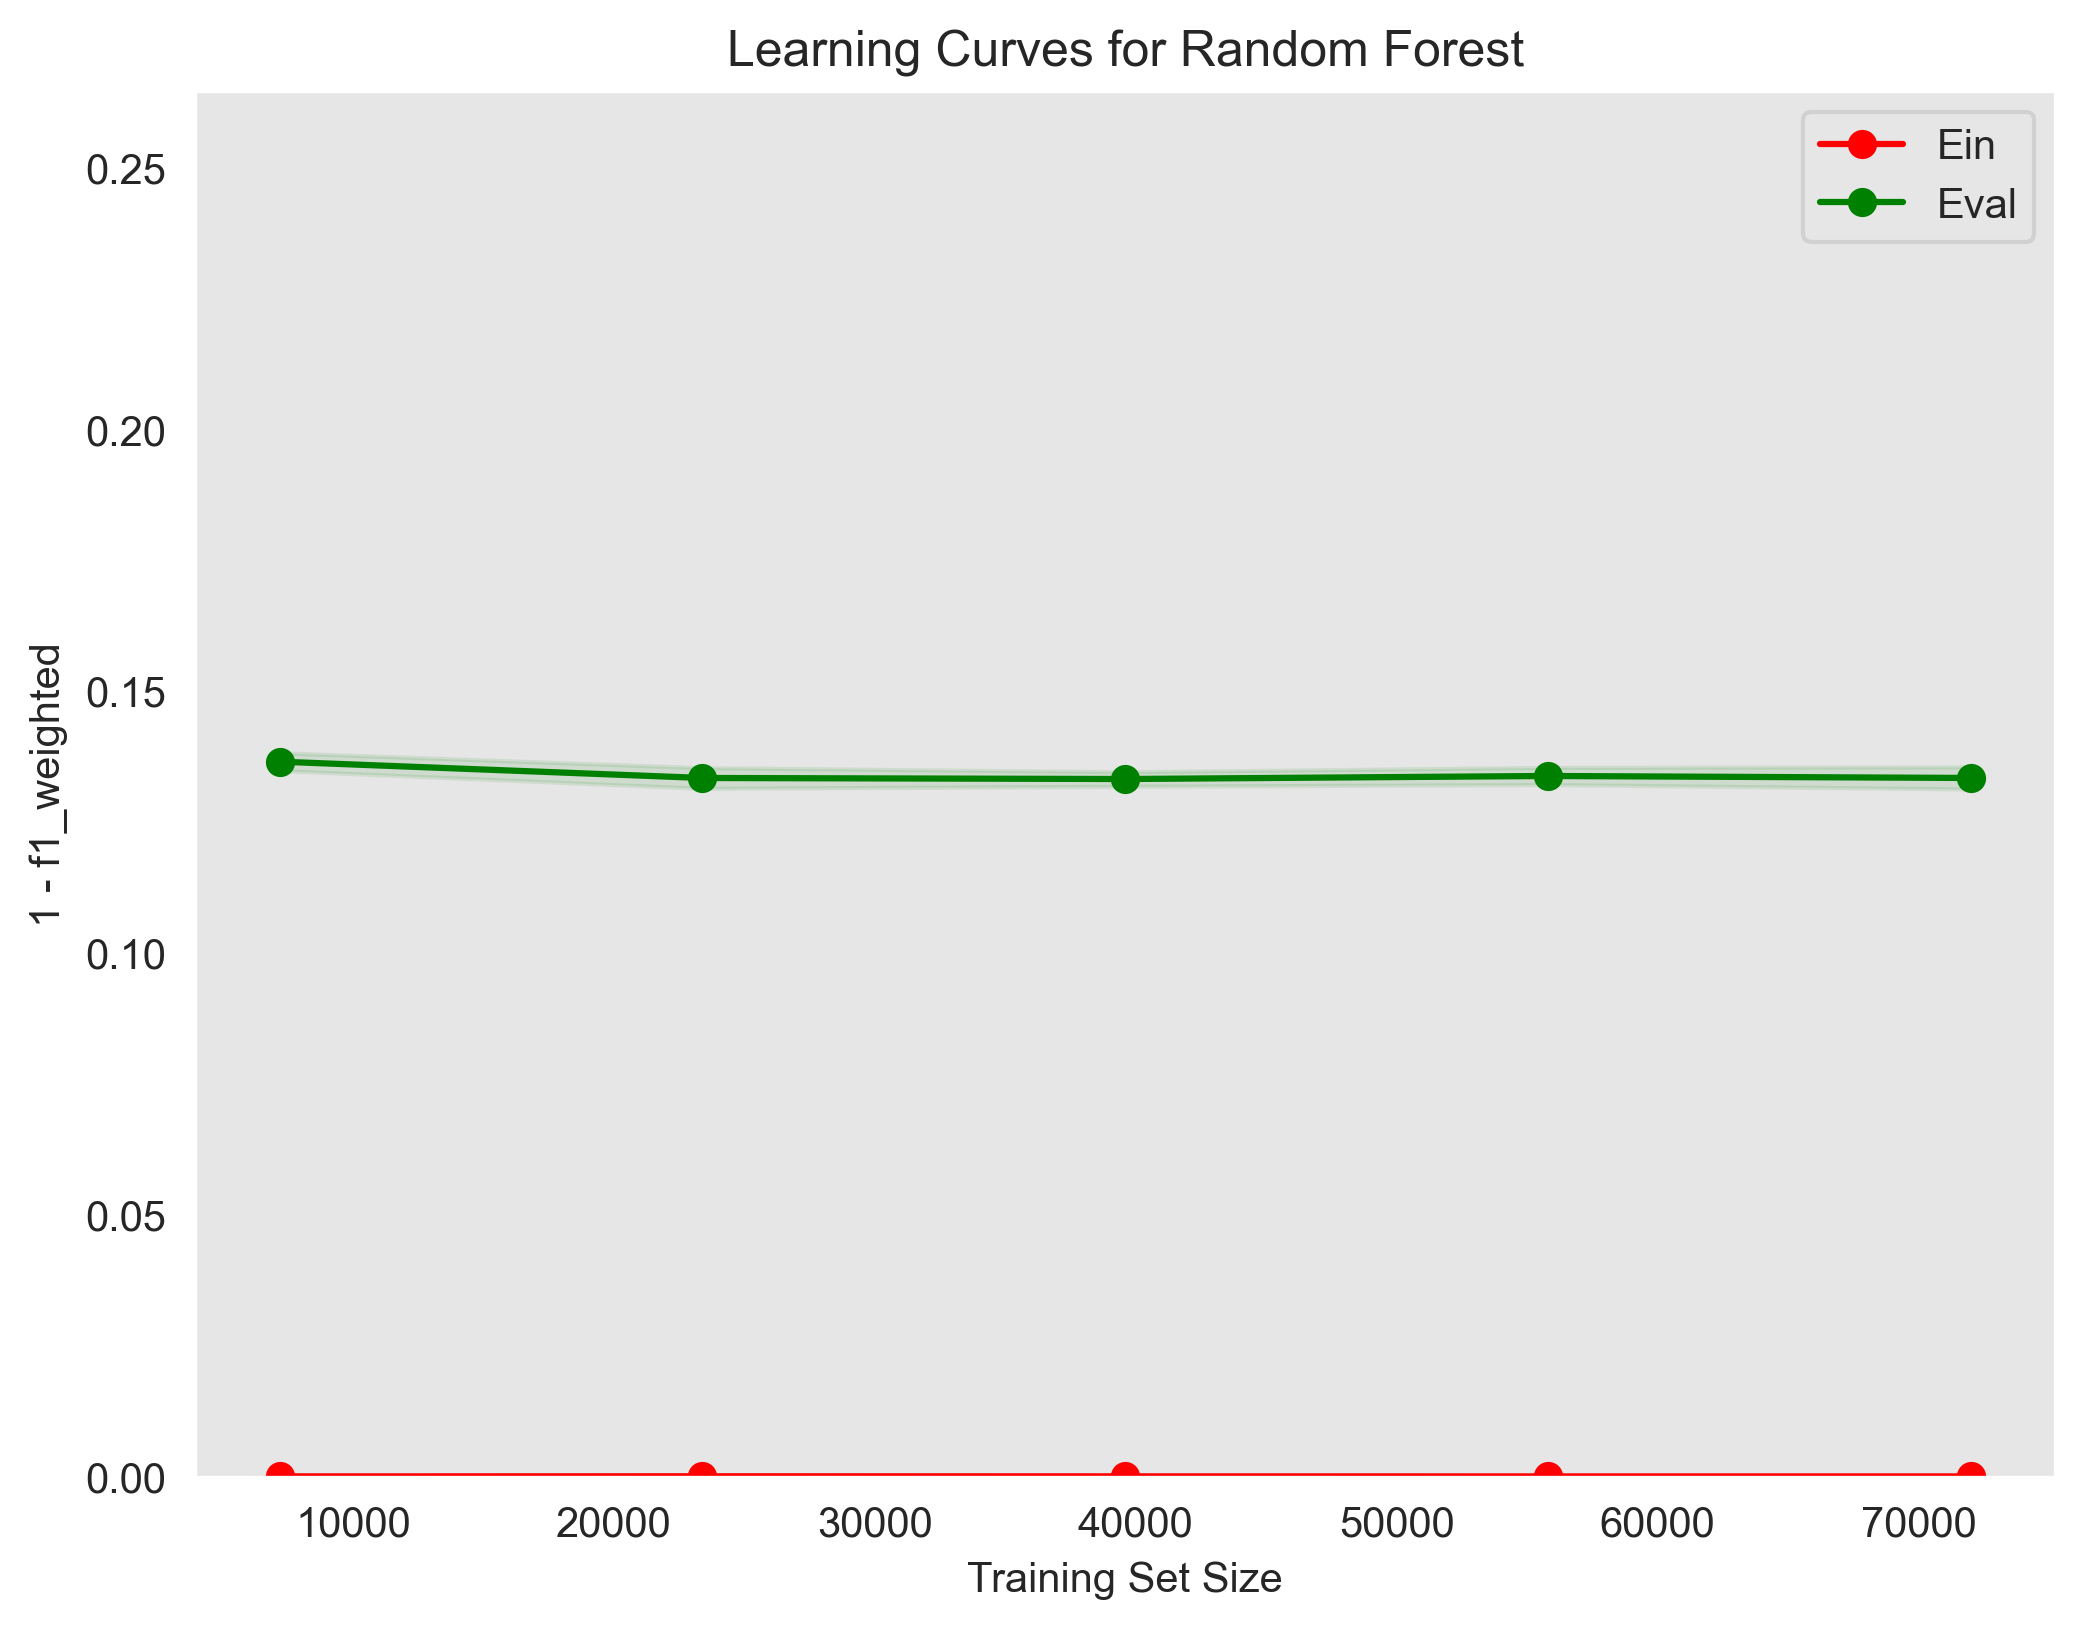 Learning Curves for Random Forest
Ein
Eval
0.25
0.20
0.15
0.10
0.05
0.00
1 - f1_weighted
10000 20000 30000 40000 50000 60000 70000
Training Set Size